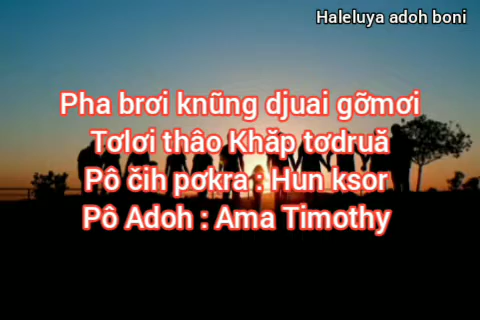 Haleluya adoh boni
Pha brơi knũng djuai gỡmơi
Tơlơi thâo Khăp tơdruă
Pô čih pơkra : Hun ksor
Pô Adoh : Ama Timothy